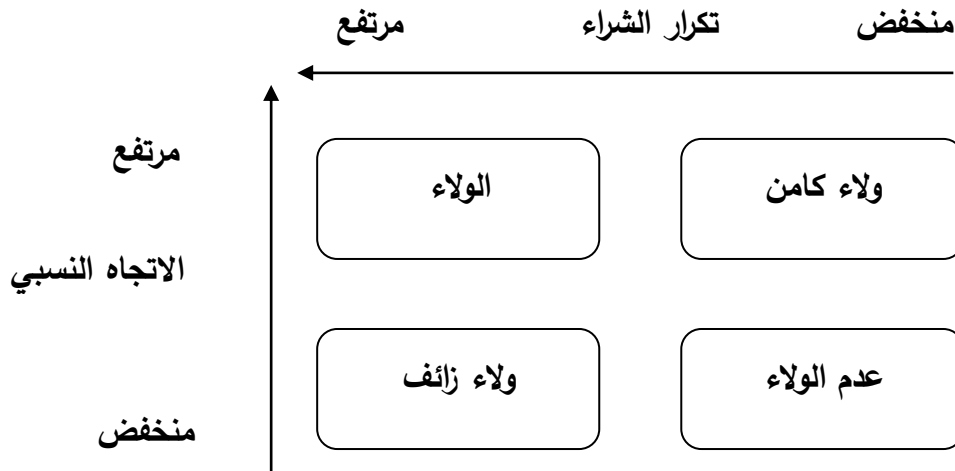 منخفض تكرار الشراء مرتفع
مرتفع
ولاء كامن
الولاء
الاتجاه النسبي
عدم الولاء
ولاء زائف
منخفض